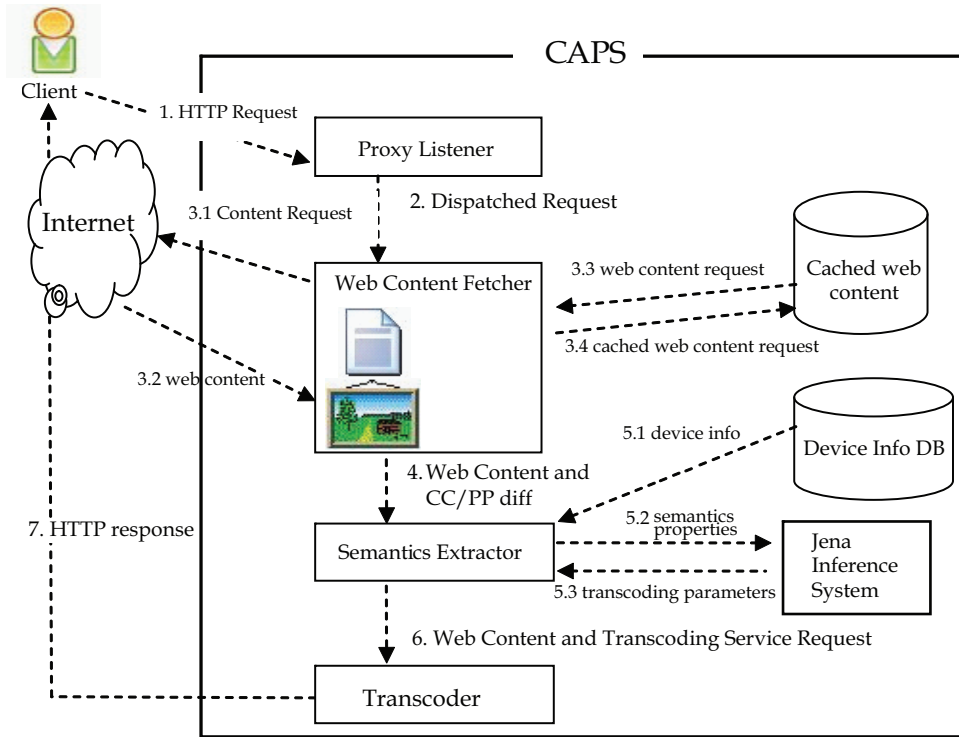 CAPS
Client
1. HTTP Request
Proxy Listener
2. Dispatched Request
3.1 Content Request
Internet
Web Content Fetcher
3.3 web content request
Cached web
content
3.4 cached web content request
3.2 web content
5.1 device info
Device Info DB
4. Web Content and
CC/PP diff
7. HTTP response
Semantics Extractor
5.2 semantics
properties
Jena
Inference
System
5.3 transcoding parameters
6. Web Content and Transcoding Service Request
Transcoder